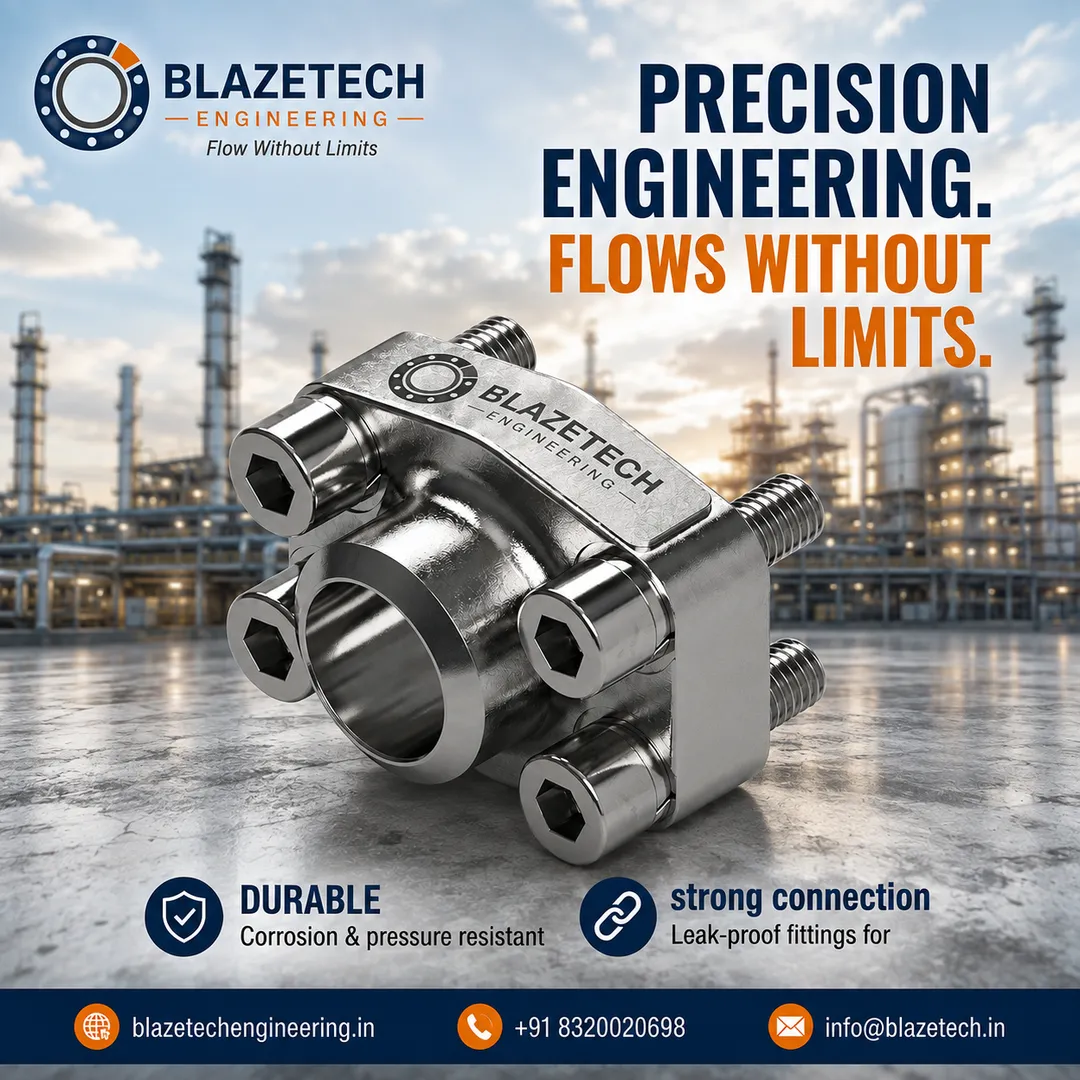 BLAZETECH
ENGINEERING
Flow Without Limits
PRECISION
ENGINEERING.
FLOWS WITHOUT
LIMITS.
BLAZETECH
ENGINEERING
DURABLE
Corrosion & pressure resistant
strong connection
Leak-proof fittings for
blazetechengineering.in
+91 8320020698
info@blazetech.in